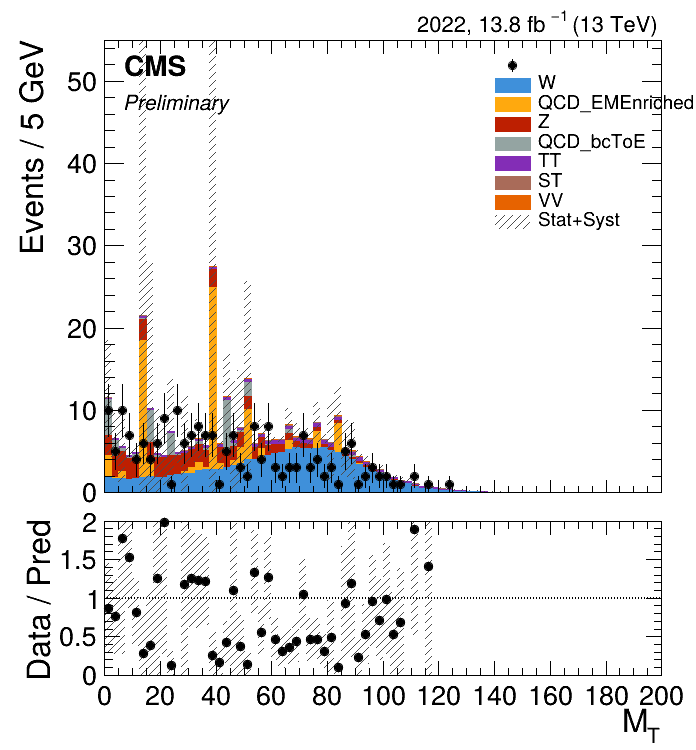 2022, 13.8 fb⁻¹ (13 TeV)
Events / 5 GeV
CMS
Preliminary
W
QCD_EMEnriched
Z
QCD_bcToE
TT
ST
VV
Stat+Syst
50
40
30
20
10
0
Data / Pred
2
1.5
1
0.5
0
0 20 40 60 80 100 120 140 160 180 200
M_T